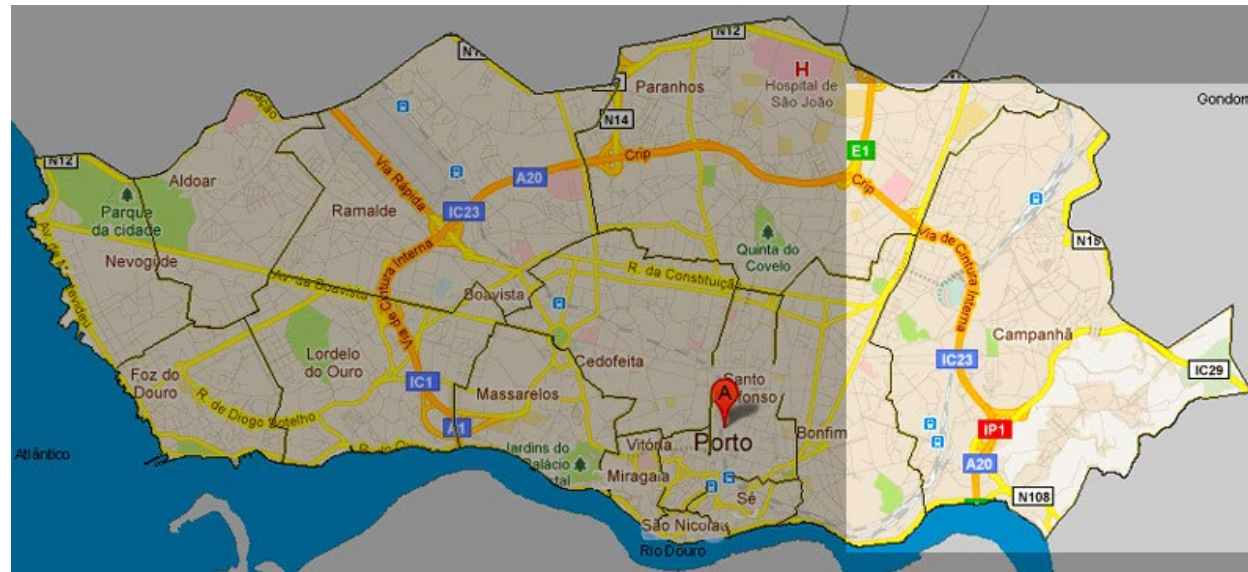 N12
Paranhos
H
Hospital de
São João
Gondom
N14
E1
Crip
A20
Crip
N12
Aldoar
Via Rápida
Parque
da cidade
Ramalde
IC23
Nevogilde
Via de Cintura Interna
Av. da Boavista
Boavista
R. da Constituição
Quinta do
Covelo
Via de Cintura Interna
Campanhã
Foz do
Douro
Lordelo
do Ouro
Cedofeita
IC1
Massarelos
Santo
A
IC23
IC29
R. de Diogo Botelho
A1
IP1
Bonfim
Porto
Vitória
Atlântico
Jardins do
Miragaia
A20
Sé
N108
São Nicolau
Rio Douro